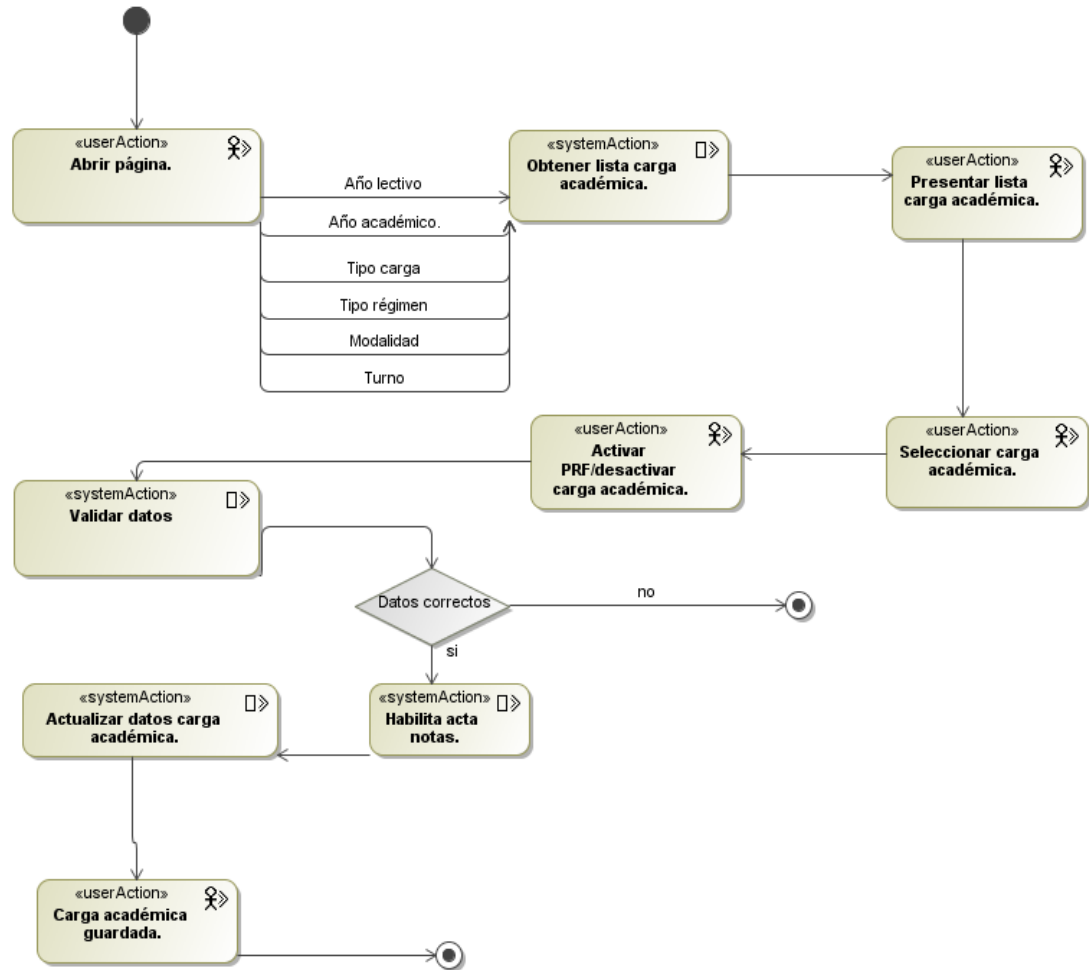 «userAction»
Abrir página.
Año lectivo
Año académico.
Tipo carga
Tipo régimen
Modalidad
Turno
«systemAction»
Obtener lista carga
académica.
«userAction»
Presentar lista
carga académica.
«userAction»
Seleccionar carga
académica.
«userAction»
Activar
PRF/desactivar
carga académica.
«systemAction»
Validar datos
Datos correctos
no
si
«systemAction»
Habilita acta
notas.
«systemAction»
Actualizar datos carga
académica.
«userAction»
Carga académica
guardada.